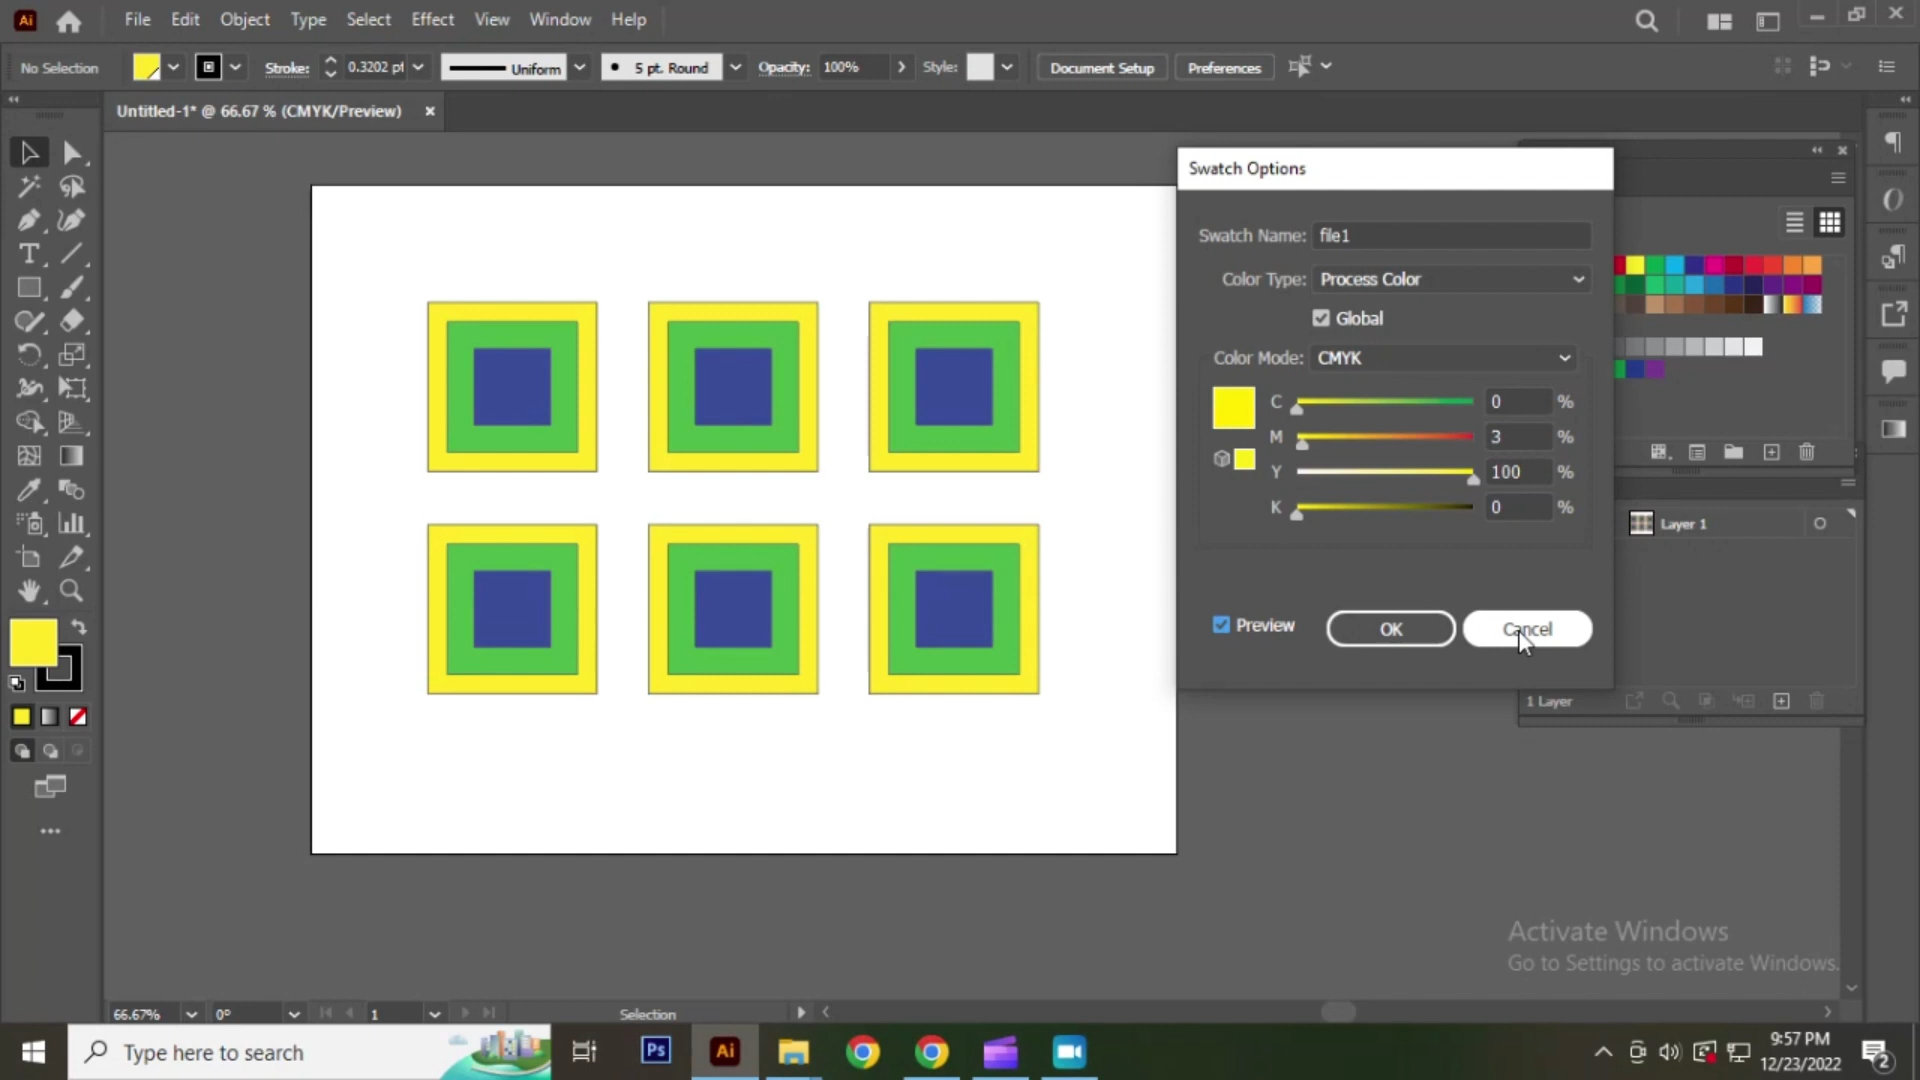 Ai File Edit Object Type Select Effect View Window Help
No Selection Stroke: 0.3202 pt Uniform 5 pt. Round Opacity: 100% Style: Document Setup Preferences
Untitled-1* @ 66.67 % (CMYK/Preview) ×
Swatch Options
Swatch Name: file1
Color Type: Process Color
Global
Color Mode: CMYK
C 0 %
M 3 %
Y 100 %
K 0 %
Preview OK Cancel
Layer 1
1 Layer
Activate Windows
Go to Settings to activate Windows.
66.67% 0° 1 Selection
Type here to search Ps Ai
9:57 PM
12/23/2022
2